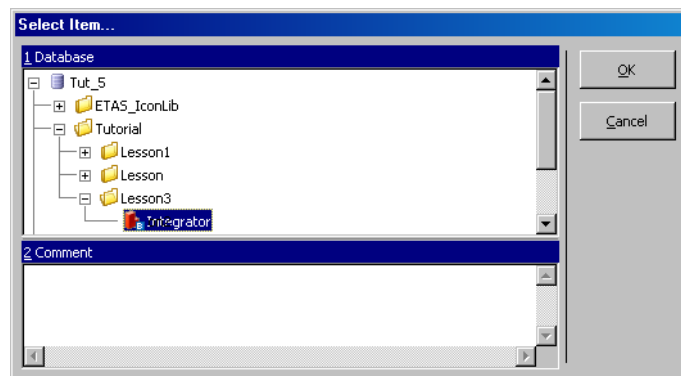 Select Item...
1 Database
Tut_5
ETAS_IconLib
Tutorial
Lesson1
Lesson
Lesson3
Integrator
2 Comment
OK
Cancel